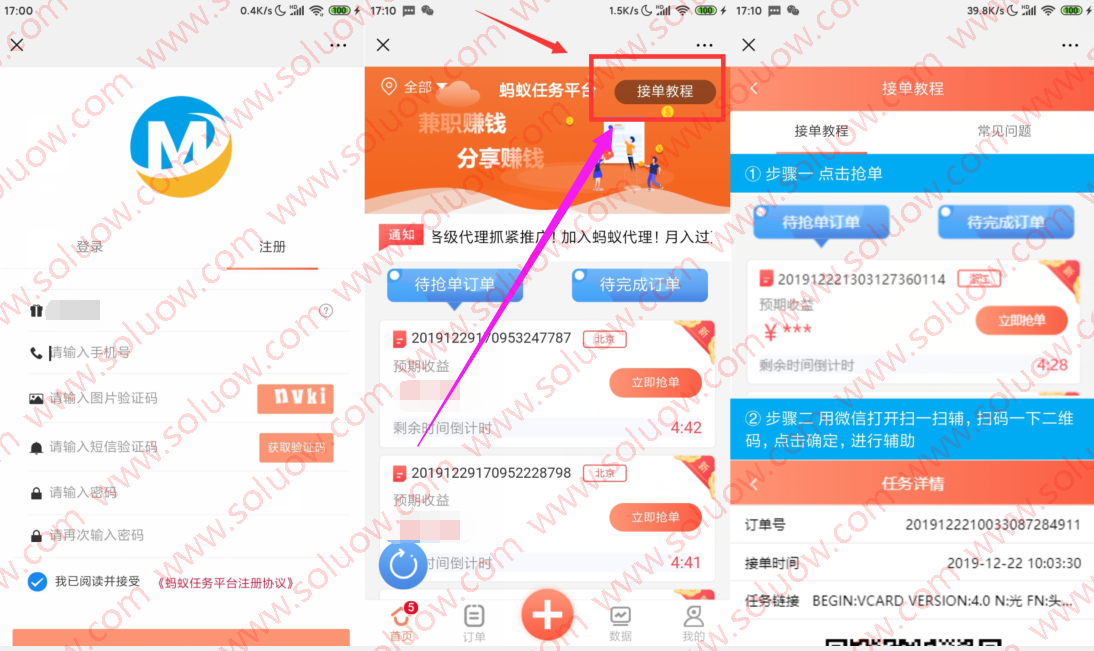 17:00
0.4K/s HD 100
登录
注册
请输入手机号
请输入图片验证码
nvki
请输入短信验证码
获取验证码
请输入密码
请再次输入密码
我已阅读并接受 《蚂蚁任务平台注册协议》
17:10
1.5K/s HD 100
全部
蚂蚁任务平台
接单教程
兼职赚钱
分享赚钱
通知
各级代理抓紧推广! 加入蚂蚁代理! 月入过
待抢单订单
待完成订单
20191229170953247787 北京
新
预期收益
立即抢单
剩余时间倒计时
4:42
20191229170952228798 北京
新
预期收益
立即抢单
时间倒计时
4:41
5
首页
订单
数据
我的
17:10
39.8K/s HD 100
接单教程
接单教程
常见问题
① 步骤一 点击抢单
待抢单订单
待完成订单
20191222130312736​0114 浙江
新
预期收益
¥ ***
立即抢单
剩余时间倒计时
4:28
② 步骤二 用微信打开扫一扫辅，扫码一下二维
码，点击确定，进行辅助
任务详情
订单号
2019122210033087284911
接单时间
2019-12-22 10:03:30
任务链接
BEGIN:VCARD VERSION:4.0 N:光 FN:头...
www.soluow.com